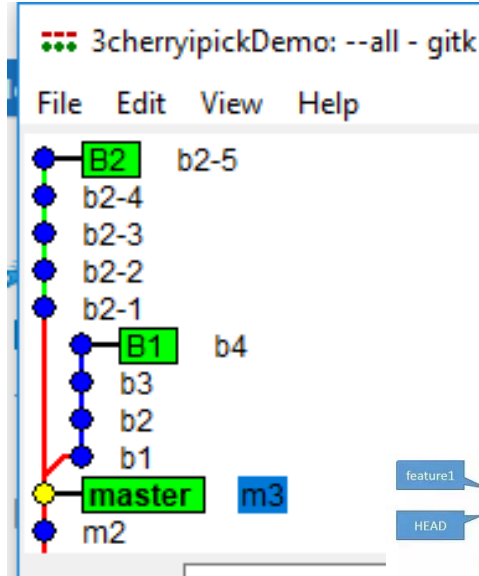 3cherryipickDemo: --all - gitk
File Edit View Help
B2 b2-5
b2-4
b2-3
b2-2
b2-1
B1 b4
b3
b2
b1
master m3
m2
feature1
HEAD